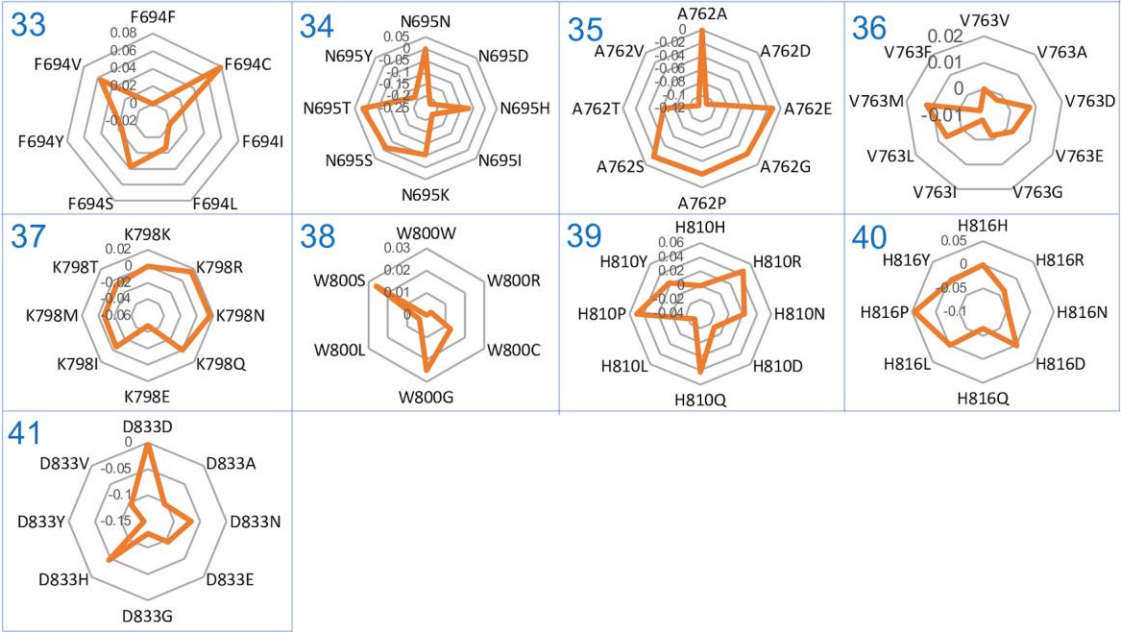 33
F694F
0.08
0.06
0.04
0.02
0
-0.02
F694C
F694I
F694L
F694S
F694Y
F694V
34
N695N
0.05
0
-0.05
-0.1
-0.15
-0.2
-0.25
N695D
N695H
N695I
N695K
N695S
N695T
N695Y
35
A762A
0
-0.02
-0.04
-0.06
-0.08
-0.1
-0.12
A762D
A762E
A762G
A762P
A762S
A762T
A762V
36
V763V
0.02
0.01
0
-0.01
V763A
V763D
V763E
V763G
V763I
V763L
V763M
V763F
37
K798K
0.02
0
-0.02
-0.04
-0.06
K798R
K798N
K798Q
K798E
K798I
K798M
K798T
38
W800W
0.03
0.02
0.01
0
W800R
W800C
W800G
W800L
W800S
39
H810H
0.06
0.04
0.02
0
-0.02
-0.04
H810R
H810N
H810D
H810Q
H810L
H810P
H810Y
40
H816H
0.05
0
-0.05
-0.1
H816R
H816N
H816D
H816Q
H816L
H816P
H816Y
41
D833D
0
-0.05
-0.1
-0.15
D833A
D833N
D833E
D833G
D833H
D833Y
D833V